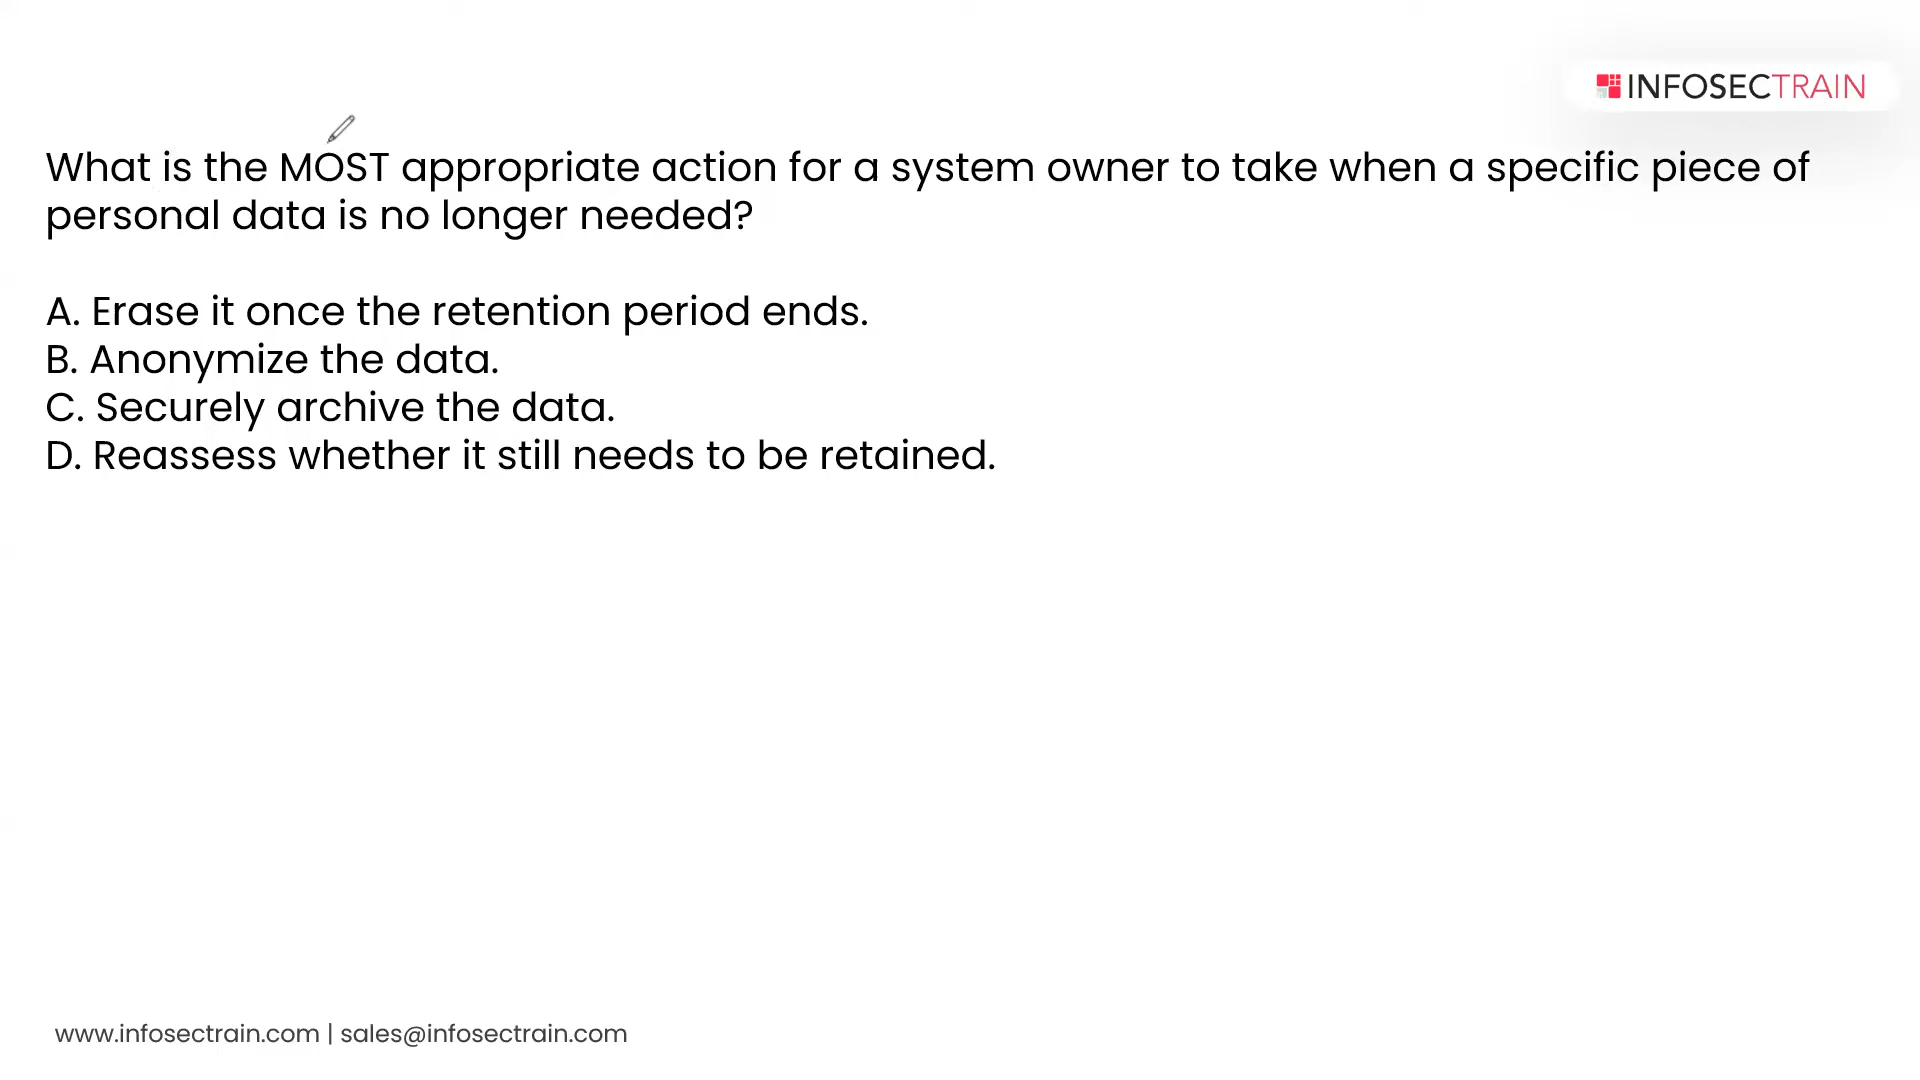 INFOSECTRAIN
What is the MOST appropriate action for a system owner to take when a specific piece of
personal data is no longer needed?
A. Erase it once the retention period ends.
B. Anonymize the data.
C. Securely archive the data.
D. Reassess whether it still needs to be retained.
www.infosectrain.com | sales@infosectrain.com